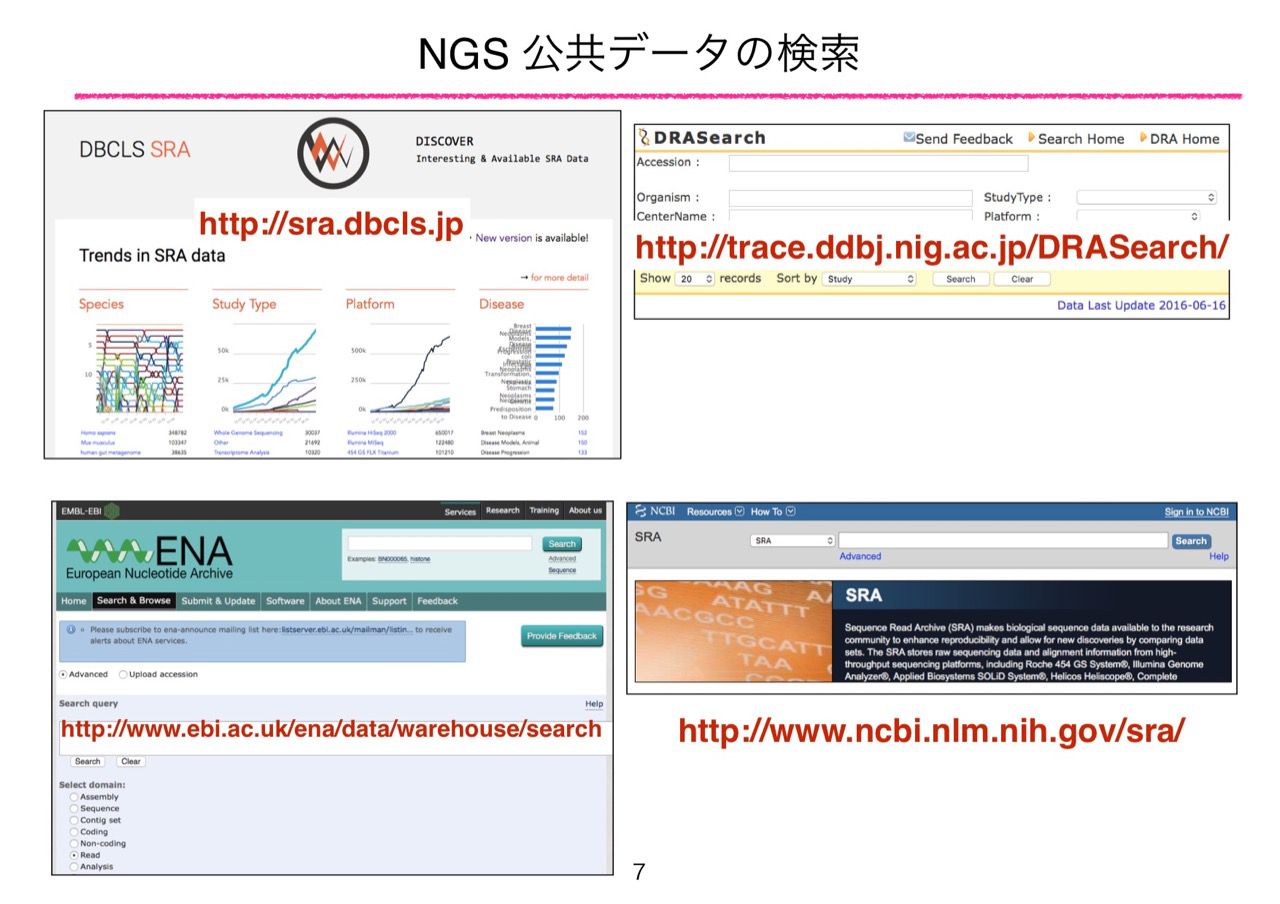 NGS 公共データの検索
DBCLS SRA
DISCOVER
Interesting & Available SRA Data
http://sra.dbcls.jp
New version is available!
Trends in SRA data
→ for more detail
Species
Study Type
Platform
Disease
5
10
50k
25k
0k
500k
250k
0k
Breast
Neoplasms
Disease
Models,
Disease
Progression
coli
Prostatic
Neoplasms
Transformation,
Stomach
Neoplasms
Predisposition
to Disease
0 100 200
Homo sapiens 348782
Mus musculus 103347
human gut metagenome 38635
Whole Genome Sequencing 30037
Other 21692
Transcriptome Analysis 10320
Illumina HiSeq 2000 650017
Illumina MiSeq 122480
454 GS FLX Titanium 101210
Breast Neoplasms 152
Disease Models, Animal 150
Disease Progression 133
DRASearch
Send Feedback
Search Home
DRA Home
Accession :
Organism :
StudyType :
CenterName :
Platform :
http://trace.ddbj.nig.ac.jp/DRASearch/
Show 20 records Sort by Study Search Clear
Data Last Update 2016-06-16
EMBL-EBI
Services Research Training About us
ENA
European Nucleotide Archive
Search
Examples: BN000065, histone
Advanced
Sequence
Home Search & Browse Submit & Update Software About ENA Support Feedback
Please subscribe to ena-announce mailing list here:listserver.ebi.ac.uk/mailman/listin... to receive
alerts about ENA services.
Provide Feedback
Advanced Upload accession
Search query
Help
http://www.ebi.ac.uk/ena/data/warehouse/search
Search Clear
Select domain:
Assembly
Sequence
Contig set
Coding
Non-coding
Read
Analysis
NCBI Resources How To
Sign in to NCBI
SRA
SRA
Search
Advanced
Help
AAAG
ATATTT
AACGCC
TTGCAT
TAA
SRA
Sequence Read Archive (SRA) makes biological sequence data available to the research
community to enhance reproducibility and allow for new discoveries by comparing data
sets. The SRA stores raw sequencing data and alignment information from high-
throughput sequencing platforms, including Roche 454 GS System®, Illumina Genome
Analyzer®, Applied Biosystems SOLiD System®, Helicos Heliscope®, Complete
http://www.ncbi.nlm.nih.gov/sra/
7